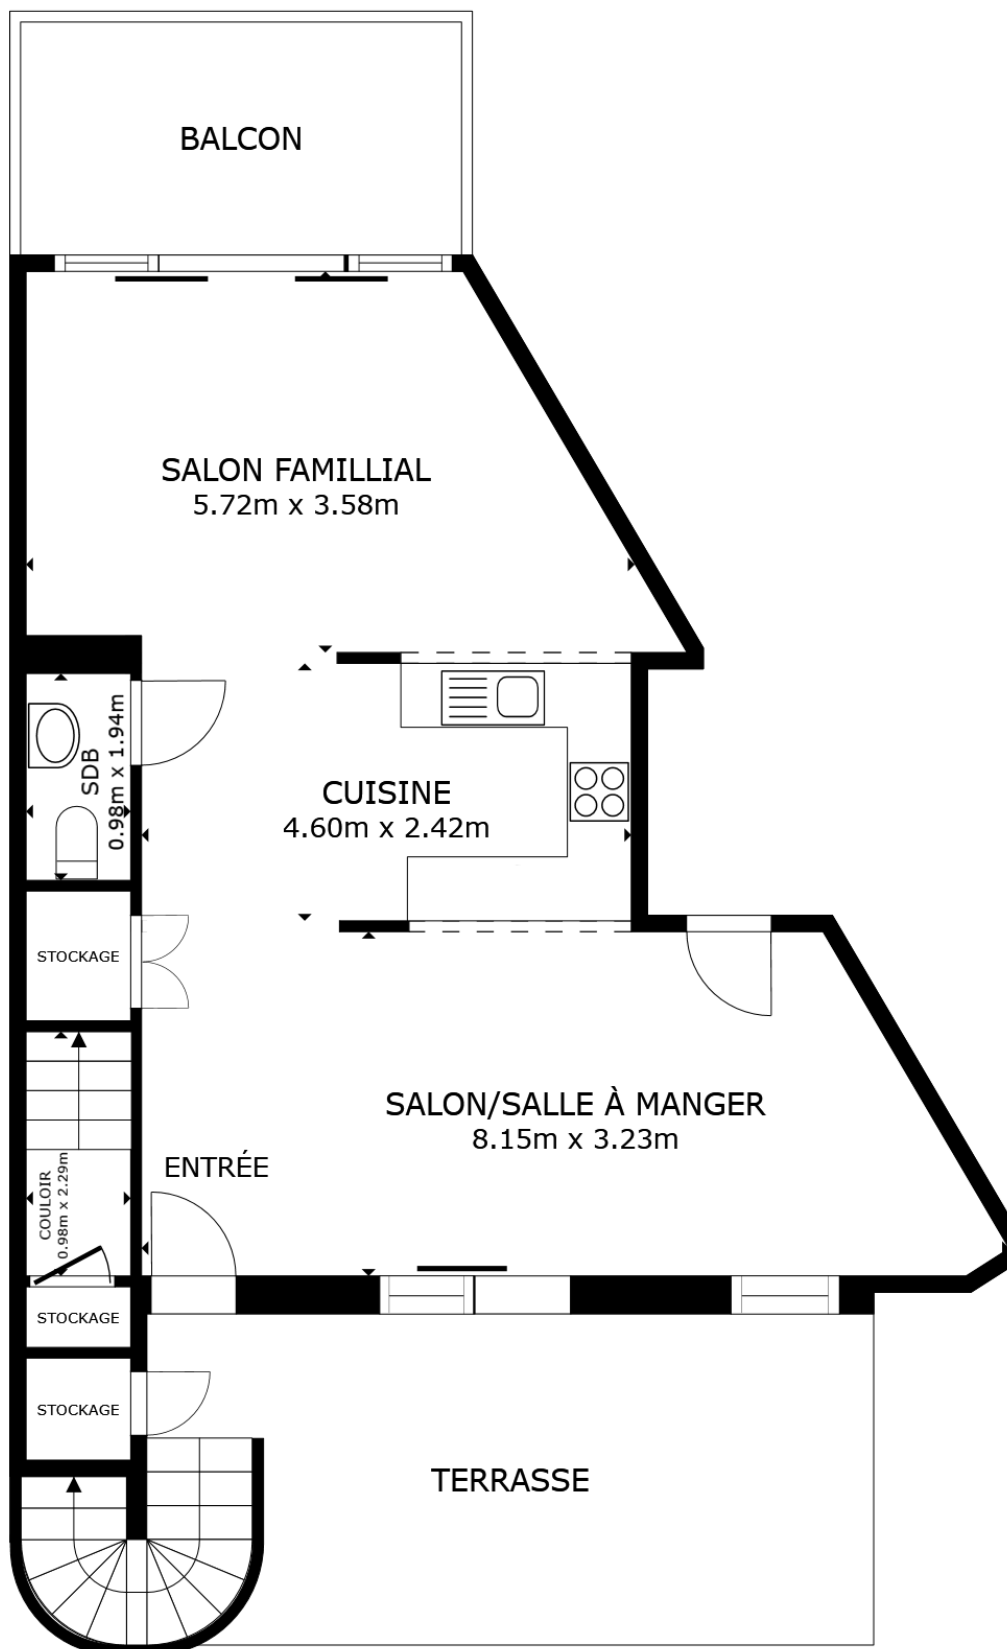 BALCON
SALON FAMILLIAL
5.72m x 3.58m
SDB
0.98m x 1.94m
CUISINE
4.60m x 2.42m
STOCKAGE
SALON/SALLE À MANGER
8.15m x 3.23m
ENTRÉE
COULOIR
0.98m x 2.29m
STOCKAGE
STOCKAGE
TERRASSE